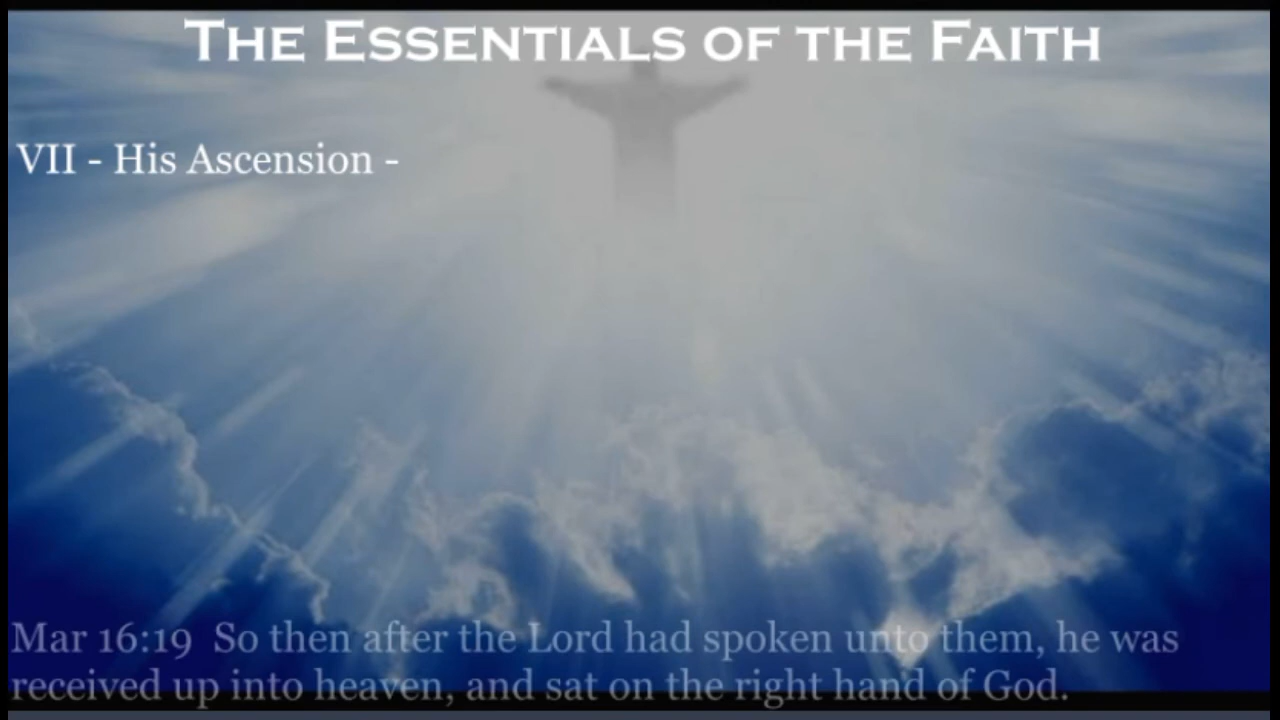 THE ESSENTIALS OF THE FAITH
VII - His Ascension -
Mar 16:19  So then after the Lord had spoken unto them, he was
received up into heaven, and sat on the right hand of God.